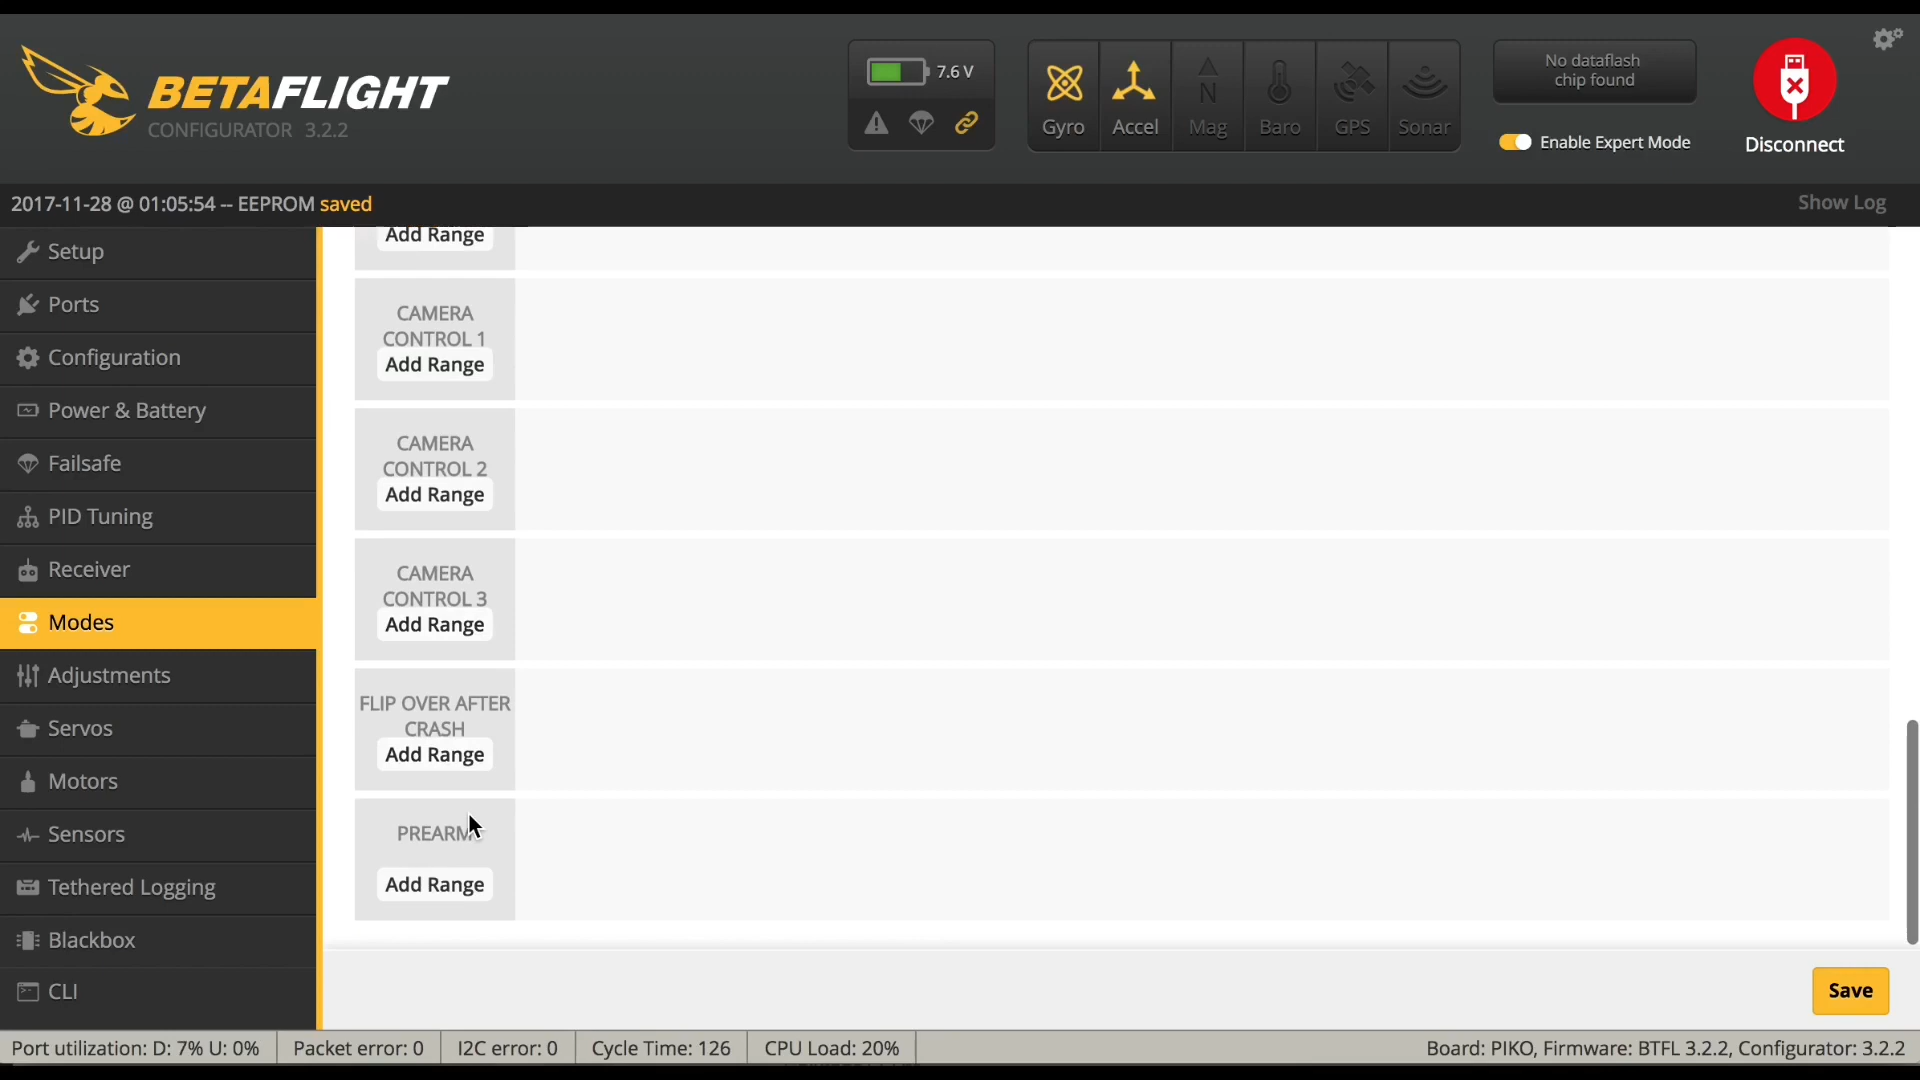 BETAFLIGHT
CONFIGURATOR 3.2.2
7.6 V
Gyro
Accel
Mag
Baro
GPS
Sonar
No dataflash
chip found
Enable Expert Mode
Disconnect
2017-11-28 @ 01:05:54 -- EEPROM saved
Show Log
Setup
Ports
Configuration
Power & Battery
Failsafe
PID Tuning
Receiver
Modes
Adjustments
Servos
Motors
Sensors
Tethered Logging
Blackbox
CLI
Add Range
CAMERA
CONTROL 1
Add Range
CAMERA
CONTROL 2
Add Range
CAMERA
CONTROL 3
Add Range
FLIP OVER AFTER
CRASH
Add Range
PREARM
Add Range
Save
Port utilization: D: 7% U: 0%
Packet error: 0
I2C error: 0
Cycle Time: 126
CPU Load: 20%
Board: PIKO, Firmware: BTFL 3.2.2, Configurator: 3.2.2